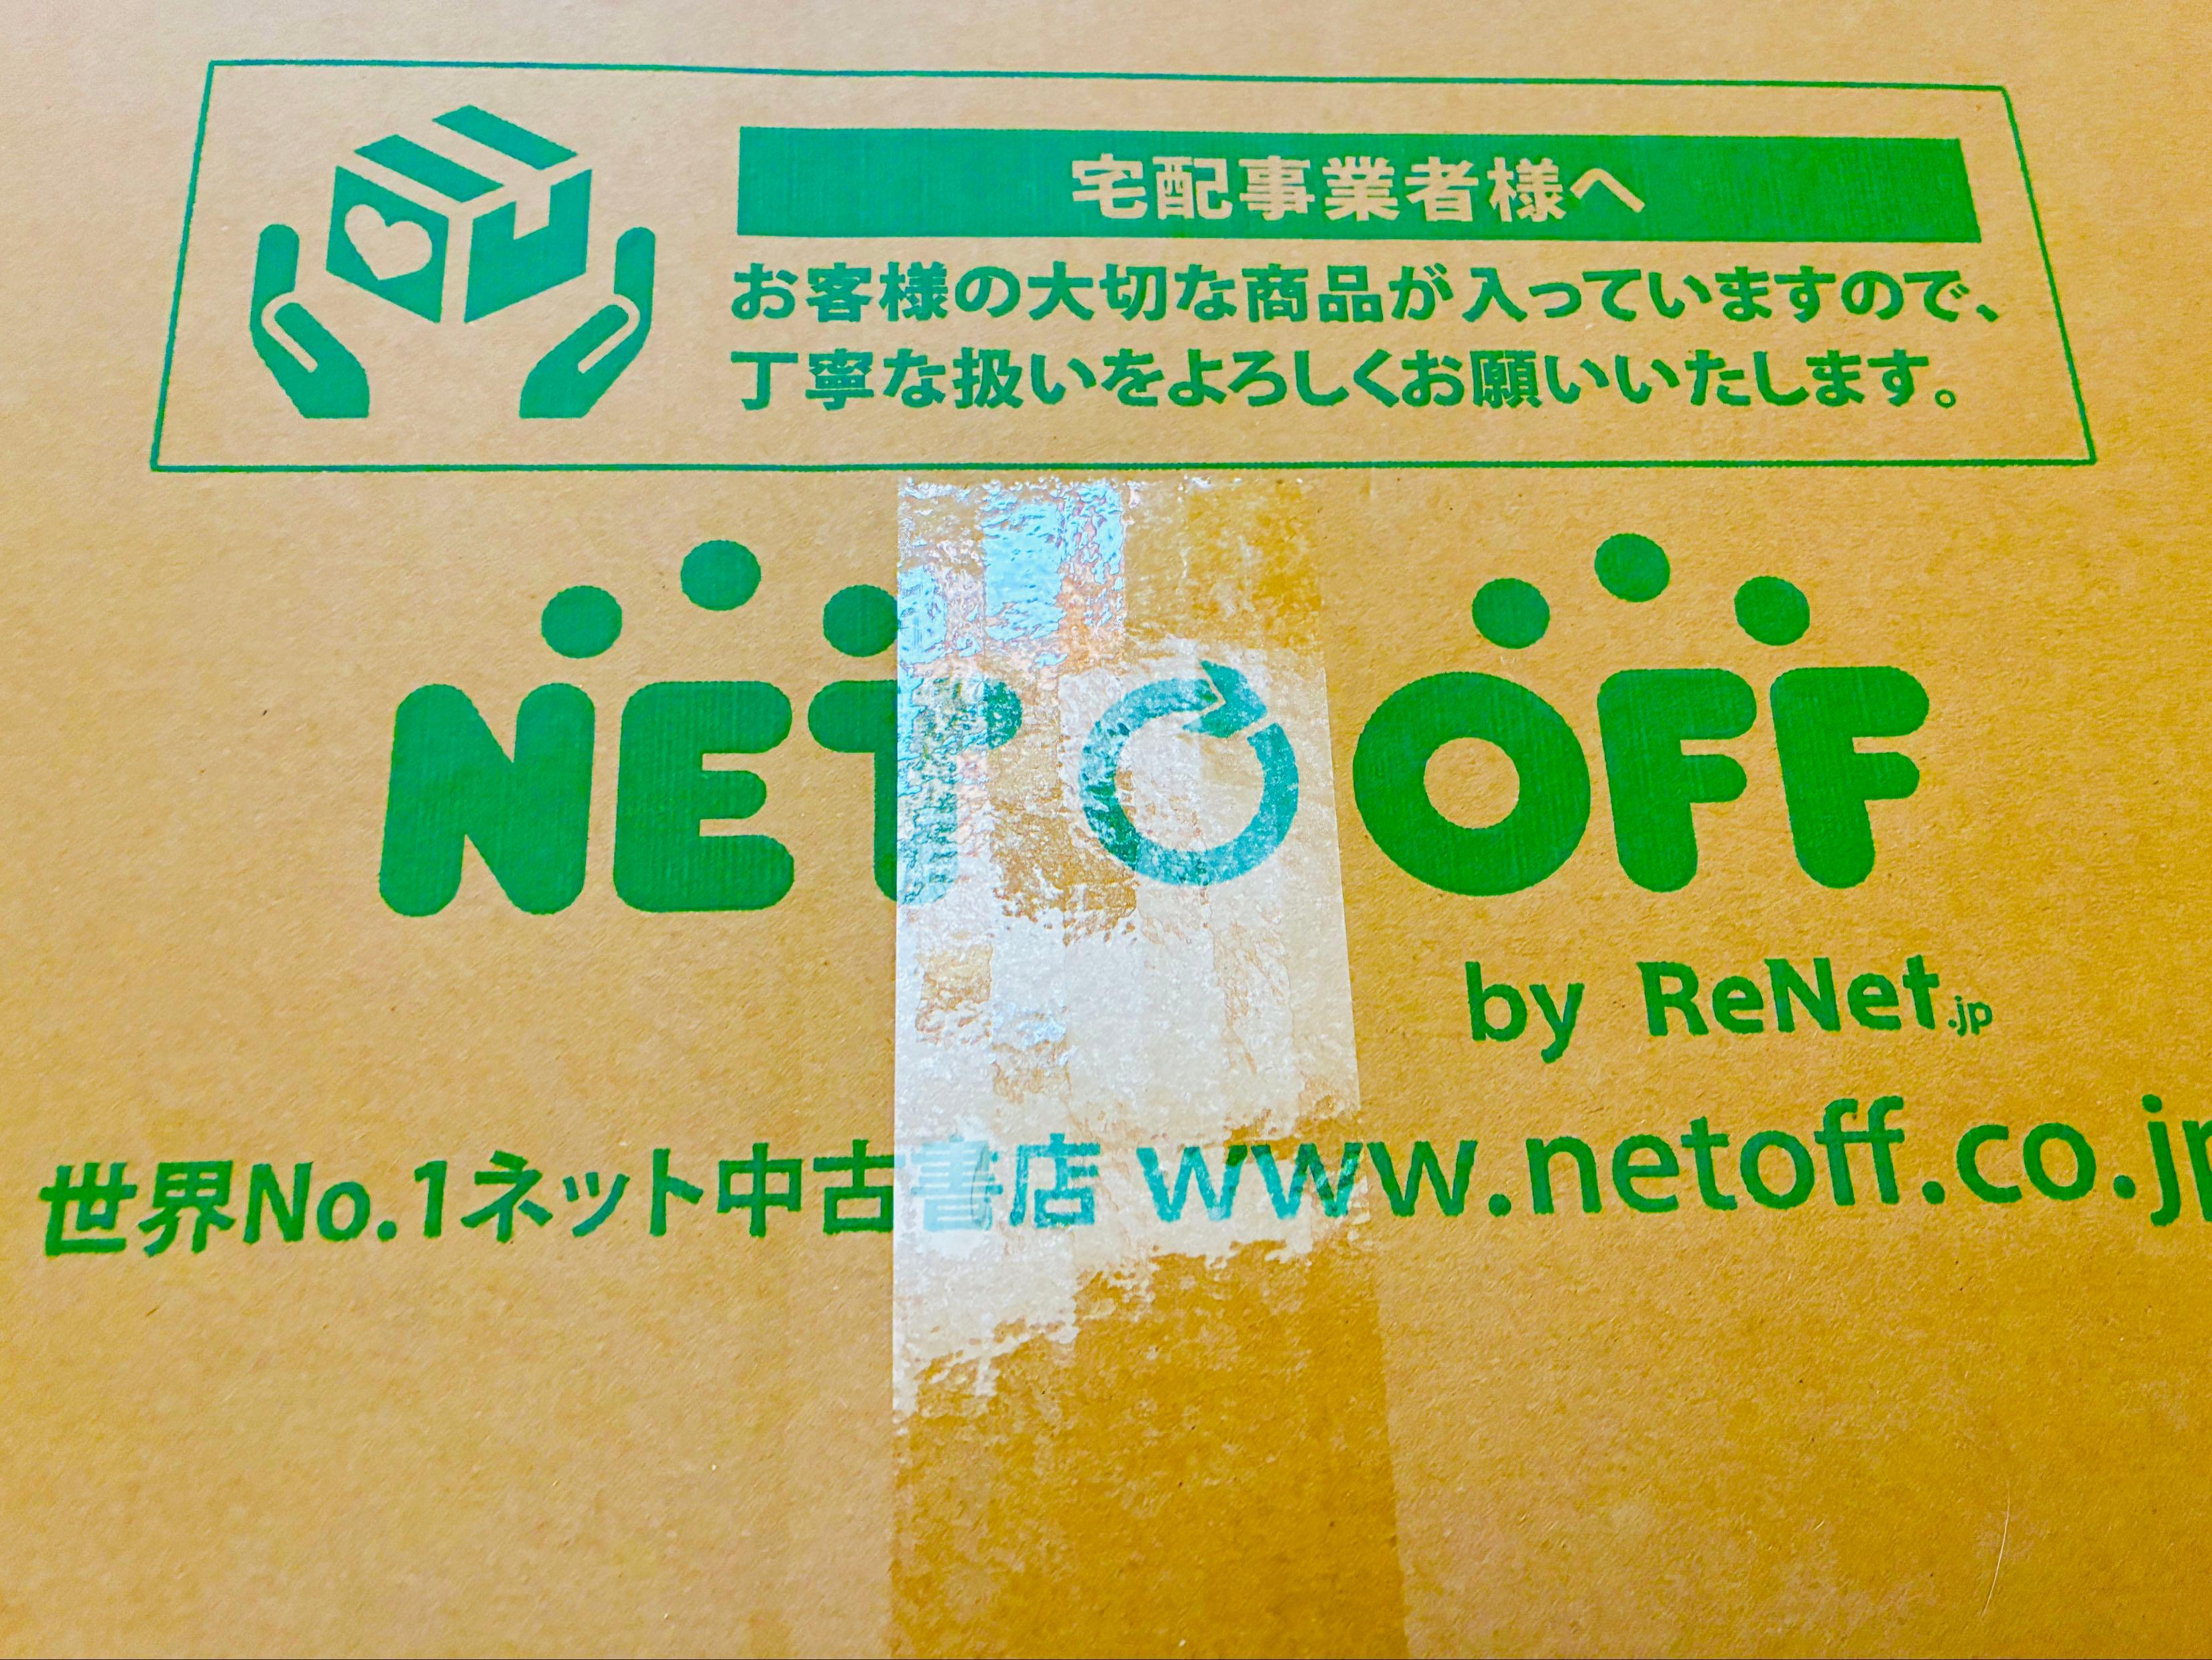 宅配事業者様へ
お客様の大切な商品が入っていますので、
丁寧な扱いをよろしくお願いいたします。
NET OFF
by ReNet.jp
世界No.1ネット中古書店 www.netoff.co.jp